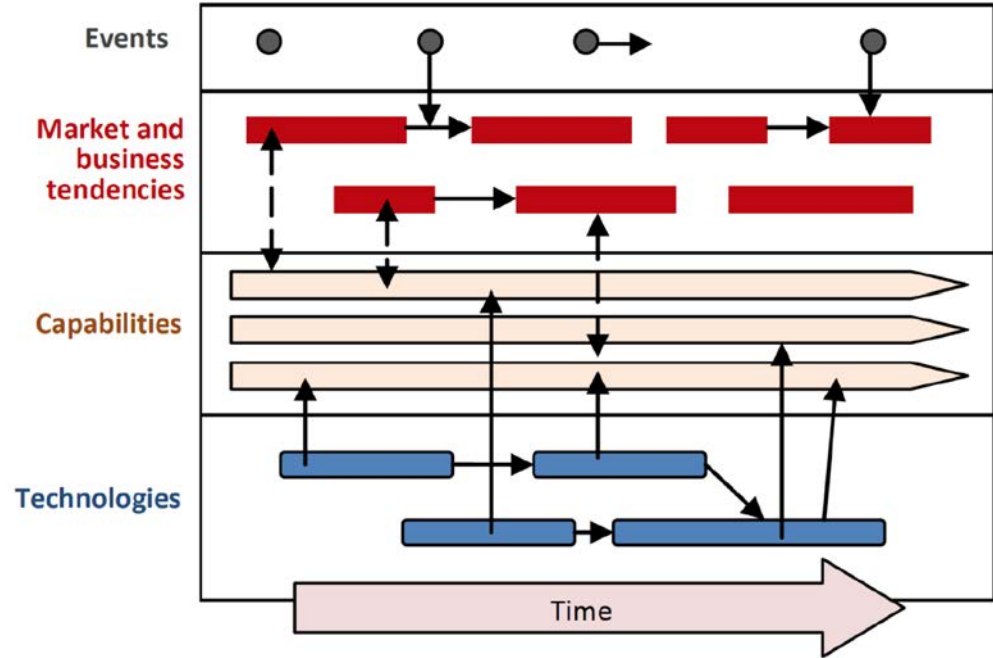 Events
Market and
business
tendencies
Capabilities
Technologies
Time